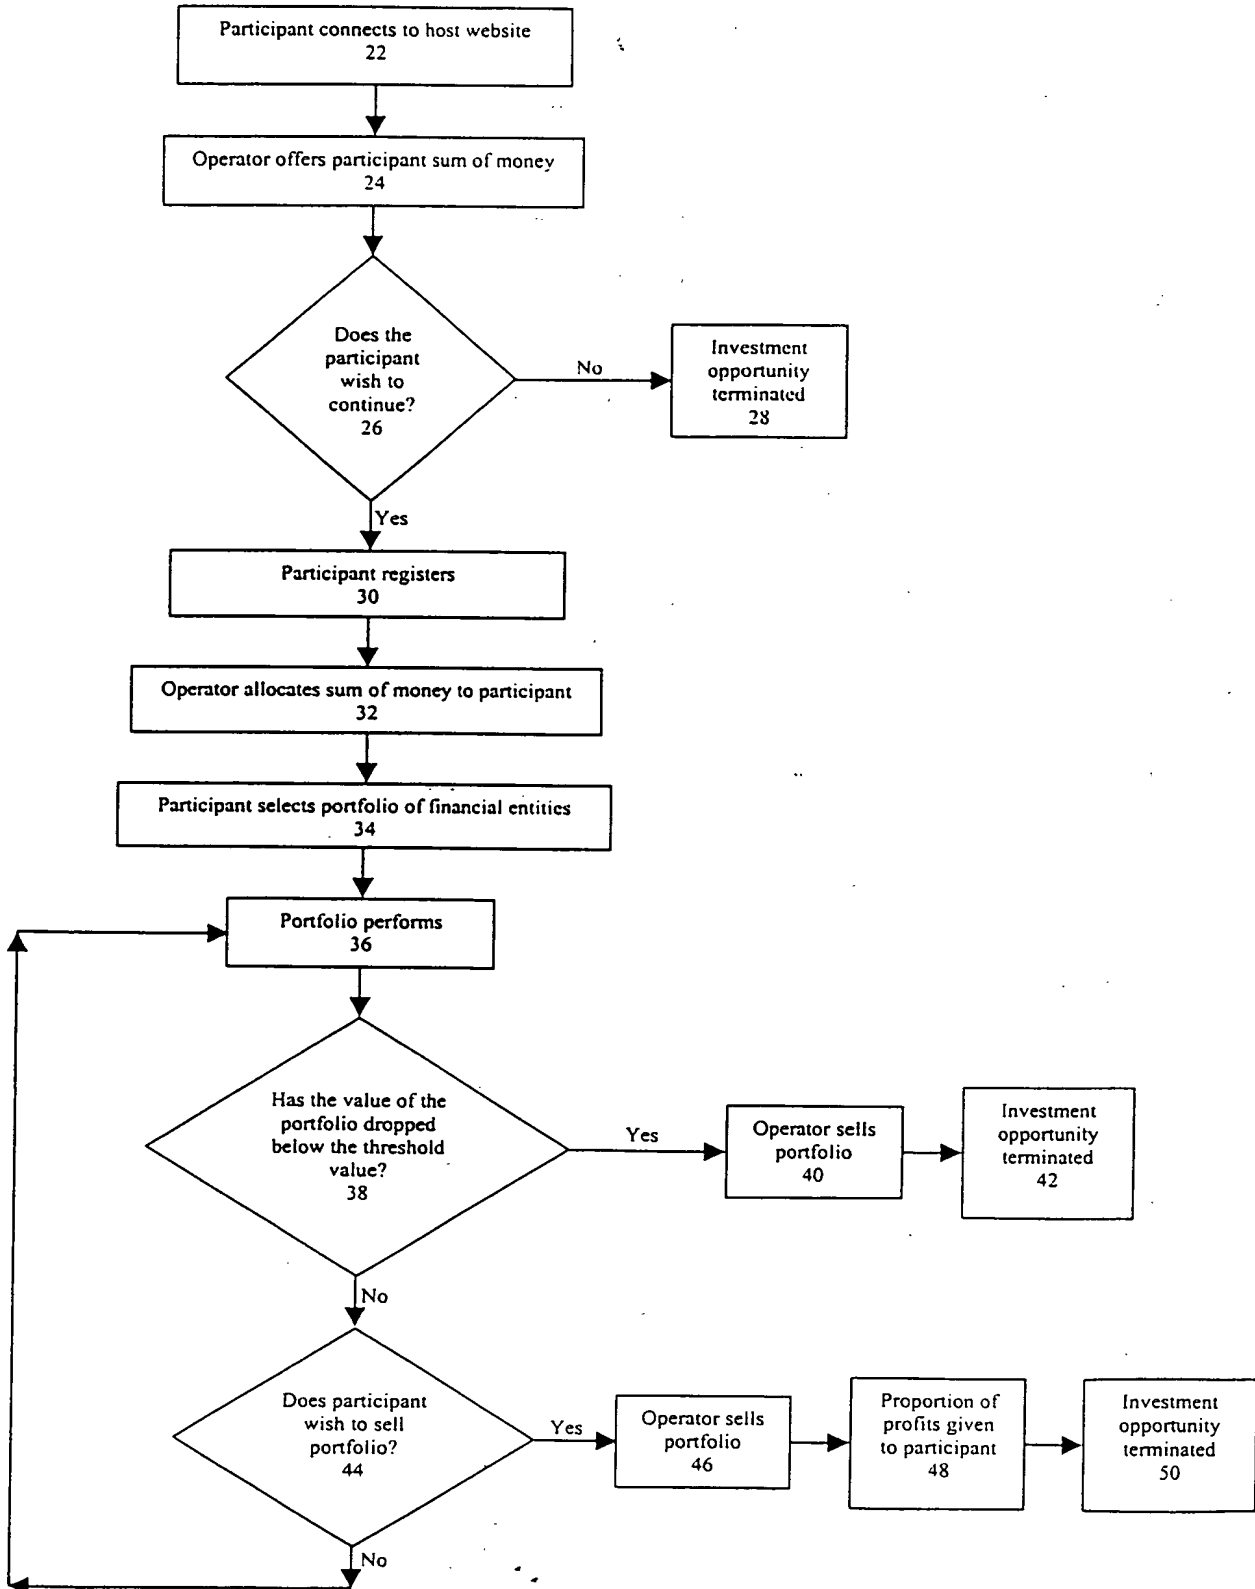 Participant connects to host website
22
Operator offers participant sum of money
24
Does the
participant
wish to
continue?
26
No
Investment
opportunity
terminated
28
Yes
Participant registers
30
Operator allocates sum of money to participant
32
Participant selects portfolio of financial entities
34
Portfolio performs
36
Has the value of the
portfolio dropped
below the threshold
value?
38
Yes
Operator sells
portfolio
40
Investment
opportunity
terminated
42
No
Does participant
wish to sell
portfolio?
44
Yes
Operator sells
portfolio
46
Proportion of
profits given
to participant
48
Investment
opportunity
terminated
50
No